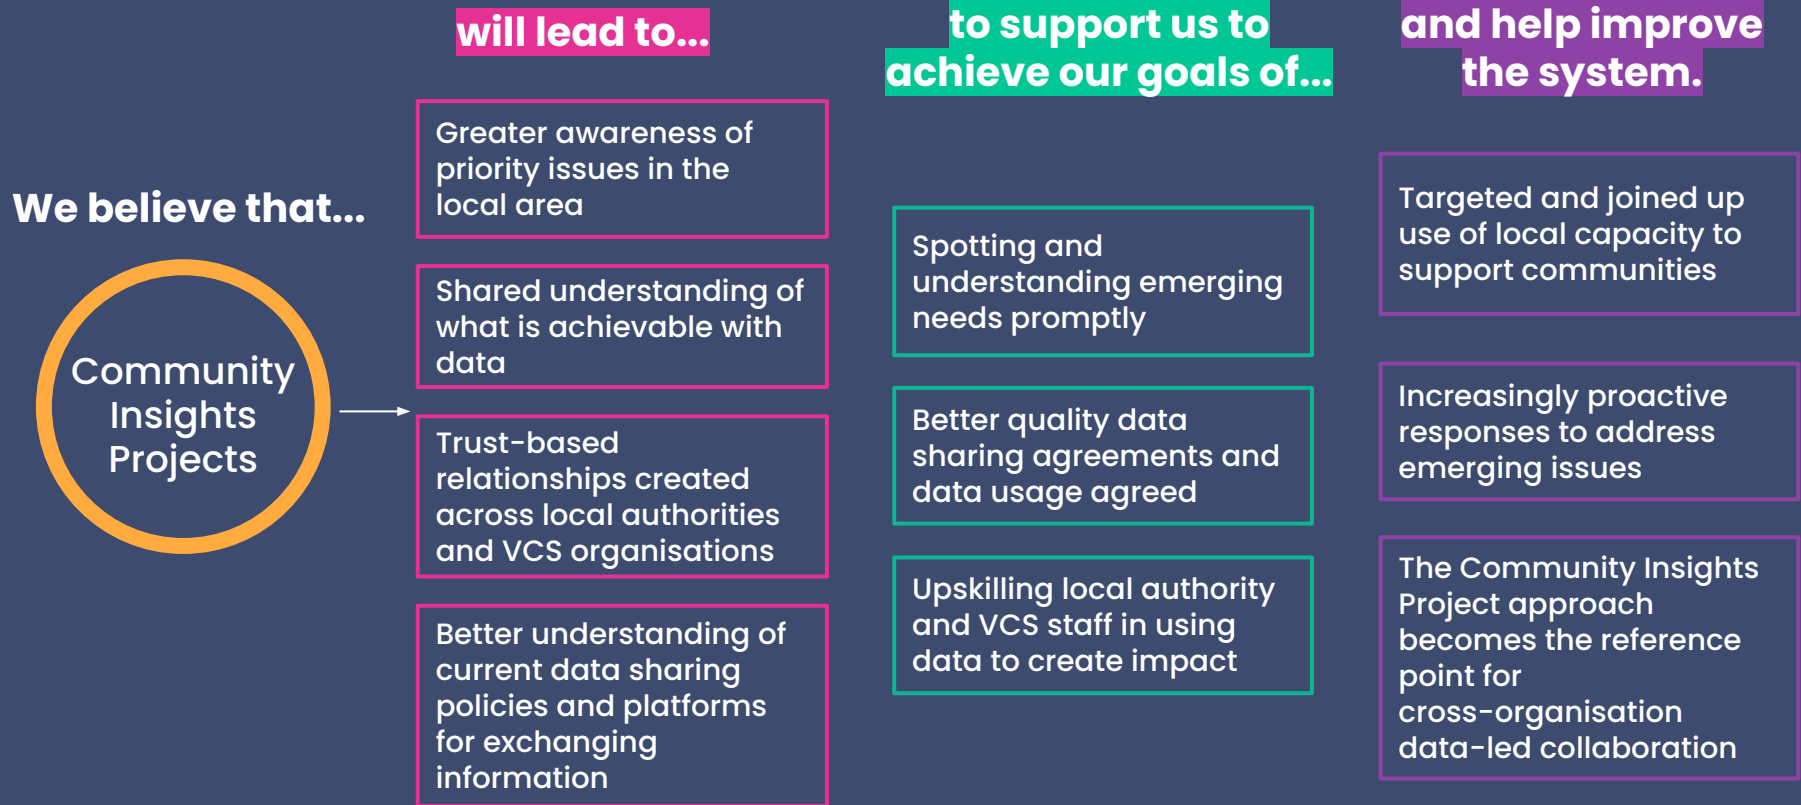 We believe that...
Community
Insights
Projects
will lead to...
Greater awareness of
priority issues in the
local area
Shared understanding of
what is achievable with
data
Trust-based
relationships created
across local authorities
and VCS organisations
Better understanding of
current data sharing
policies and platforms
for exchanging
information
to support us to
achieve our goals of...
Spotting and
understanding emerging
needs promptly
Better quality data
sharing agreements and
data usage agreed
Upskilling local authority
and VCS staff in using
data to create impact
and help improve
the system.
Targeted and joined up
use of local capacity to
support communities
Increasingly proactive
responses to address
emerging issues
The Community Insights
Project approach
becomes the reference
point for
cross-organisation
data-led collaboration